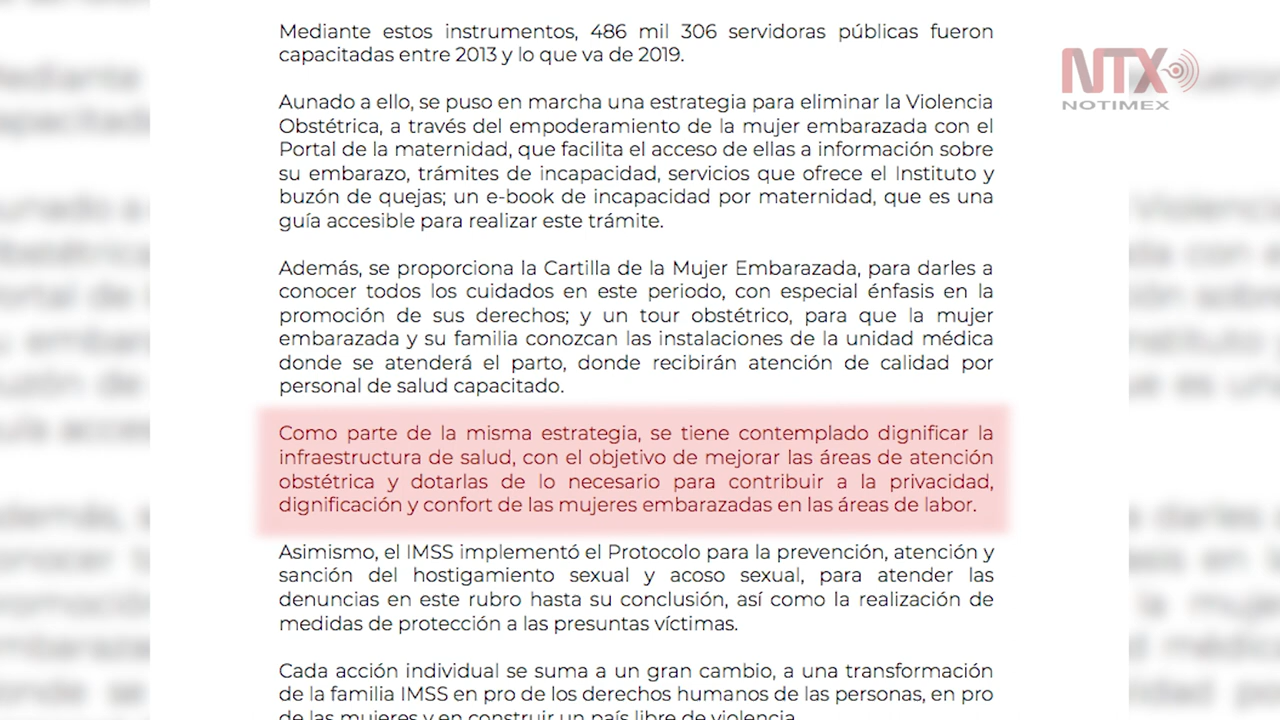 Mediante estos instrumentos, 486 mil 306 servidoras públicas fueron
capacitadas entre 2013 y lo que va de 2019.
NTX
NOTIMEX
Aunado a ello, se puso en marcha una estrategia para eliminar la Violencia
Obstétrica, a través del empoderamiento de la mujer embarazada con el
Portal de la maternidad, que facilita el acceso de ellas a información sobre
su embarazo, trámites de incapacidad, servicios que ofrece el Instituto y
buzón de quejas; un e-book de incapacidad por maternidad, que es una
guía accesible para realizar este trámite.
Además, se proporciona la Cartilla de la Mujer Embarazada, para darles a
conocer todos los cuidados en este periodo, con especial énfasis en la
promoción de sus derechos; y un tour obstétrico, para que la mujer
embarazada y su familia conozcan las instalaciones de la unidad médica
donde se atenderá el parto, donde recibirán atención de calidad por
personal de salud capacitado.
Como parte de la misma estrategia, se tiene contemplado dignificar la
infraestructura de salud, con el objetivo de mejorar las áreas de atención
obstétrica y dotarlas de lo necesario para contribuir a la privacidad,
dignificación y confort de las mujeres embarazadas en las áreas de labor.
Asimismo, el IMSS implementó el Protocolo para la prevención, atención y
sanción del hostigamiento sexual y acoso sexual, para atender las
denuncias en este rubro hasta su conclusión, así como la realización de
medidas de protección a las presuntas víctimas.
Cada acción individual se suma a un gran cambio, a una transformación
de la familia IMSS en pro de los derechos humanos de las personas, en pro
de las mujeres y en construir un país libre de violencia.